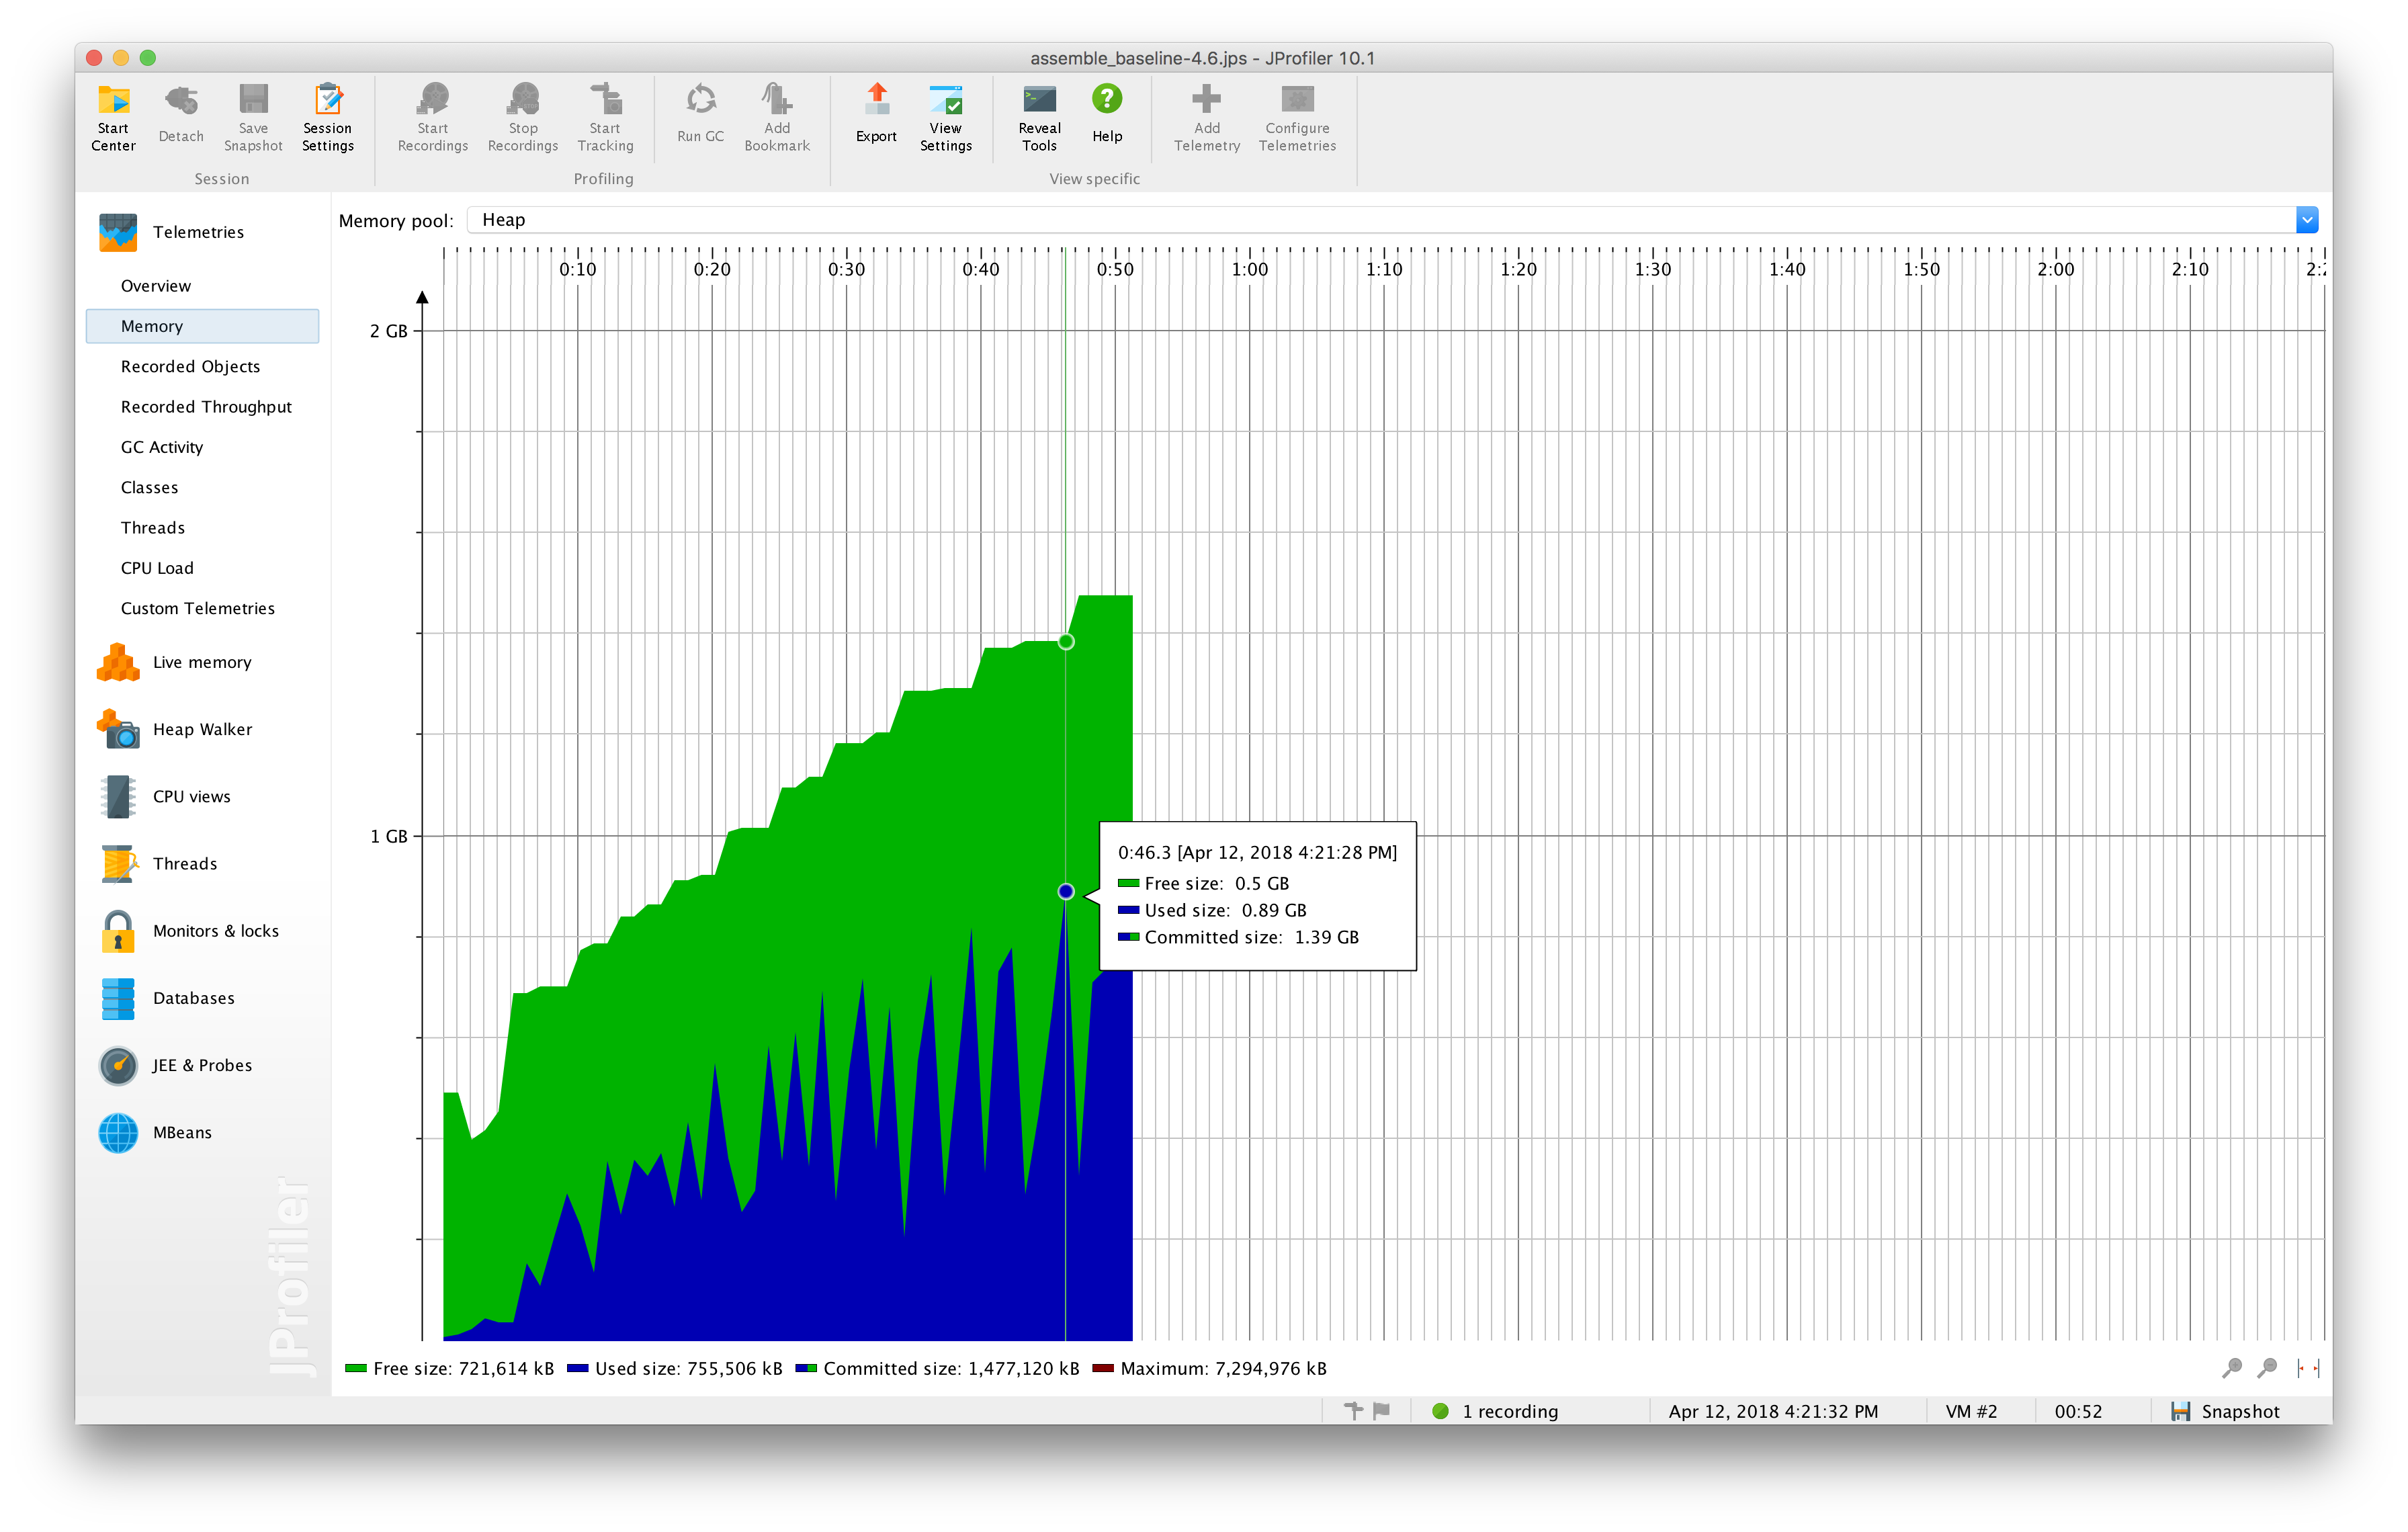 assemble_baseline-4.6.jps - JProfiler 10.1
Start Center
Detach
Save Snapshot
Session Settings
Start Recordings
Stop Recordings
Start Tracking
Run GC
Add Bookmark
Export
View Settings
Reveal Tools
Help
Add Telemetry
Configure Telemetries
Session
Profiling
View specific
Telemetries
Overview
Memory
Recorded Objects
Recorded Throughput
GC Activity
Classes
Threads
CPU Load
Custom Telemetries
Live memory
Heap Walker
CPU views
Threads
Monitors & locks
Databases
JEE & Probes
MBeans
JProfiler
Memory pool: Heap
0:10 0:20 0:30 0:40 0:50 1:00 1:10 1:20 1:30 1:40 1:50 2:00 2:10 2:2
2 GB
1 GB
0:46.3 [Apr 12, 2018 4:21:28 PM]
Free size: 0.5 GB
Used size: 0.89 GB
Committed size: 1.39 GB
Free size: 721,614 kB Used size: 755,506 kB Committed size: 1,477,120 kB Maximum: 7,294,976 kB
1 recording Apr 12, 2018 4:21:32 PM VM #2 00:52 Snapshot